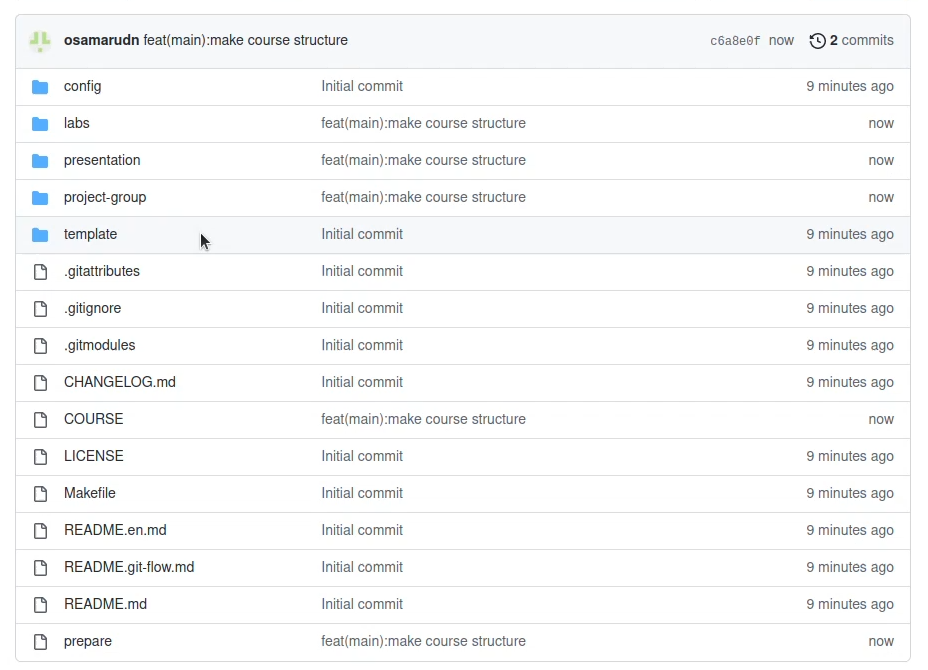 osamarudn feat(main):make course structure c6a8e0f now 2 commits
config Initial commit 9 minutes ago
labs feat(main):make course structure now
presentation feat(main):make course structure now
project-group feat(main):make course structure now
template Initial commit 9 minutes ago
.gitattributes Initial commit 9 minutes ago
.gitignore Initial commit 9 minutes ago
.gitmodules Initial commit 9 minutes ago
CHANGELOG.md Initial commit 9 minutes ago
COURSE feat(main):make course structure now
LICENSE Initial commit 9 minutes ago
Makefile Initial commit 9 minutes ago
README.en.md Initial commit 9 minutes ago
README.git-flow.md Initial commit 9 minutes ago
README.md Initial commit 9 minutes ago
prepare feat(main):make course structure now